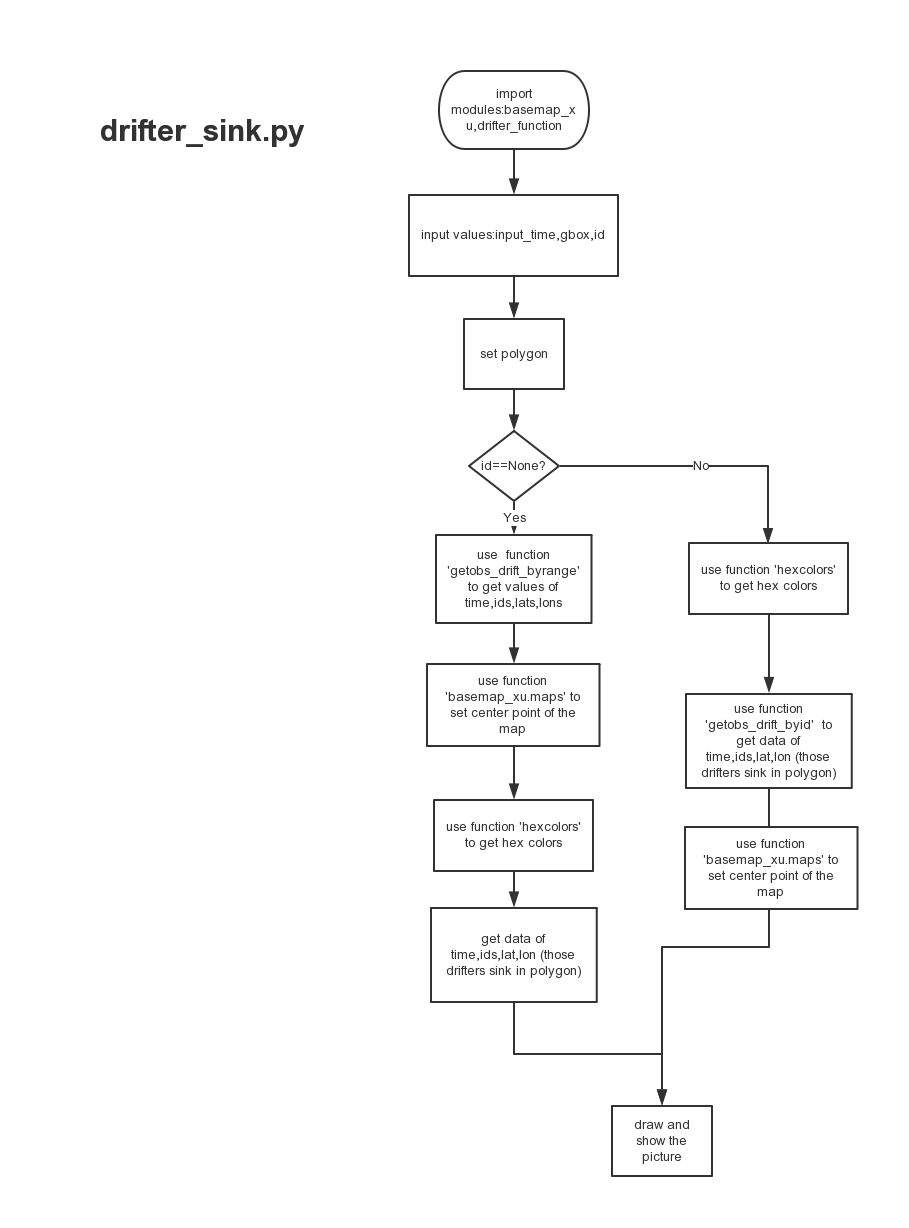 drifter_sink.py
import
modules:basemap_x
u,drifter_function
input values:input_time,gbox,id
set polygon
id==None?
No
Yes
use  function
'getobs_drift_byrange'
to get values of
time,ids,lats,lons
use function 'hexcolors'
to get hex colors
use function
'basemap_xu.maps' to
set center point of the
map
use function
'getobs_drift_byid'  to
get data of
time,ids,lat,lon (those
drifters sink in polygon)
use function 'hexcolors'
to get hex colors
use function
'basemap_xu.maps' to
set center point of the
map
get data of
time,ids,lat,lon (those
drifters sink in polygon)
draw and
show the
picture